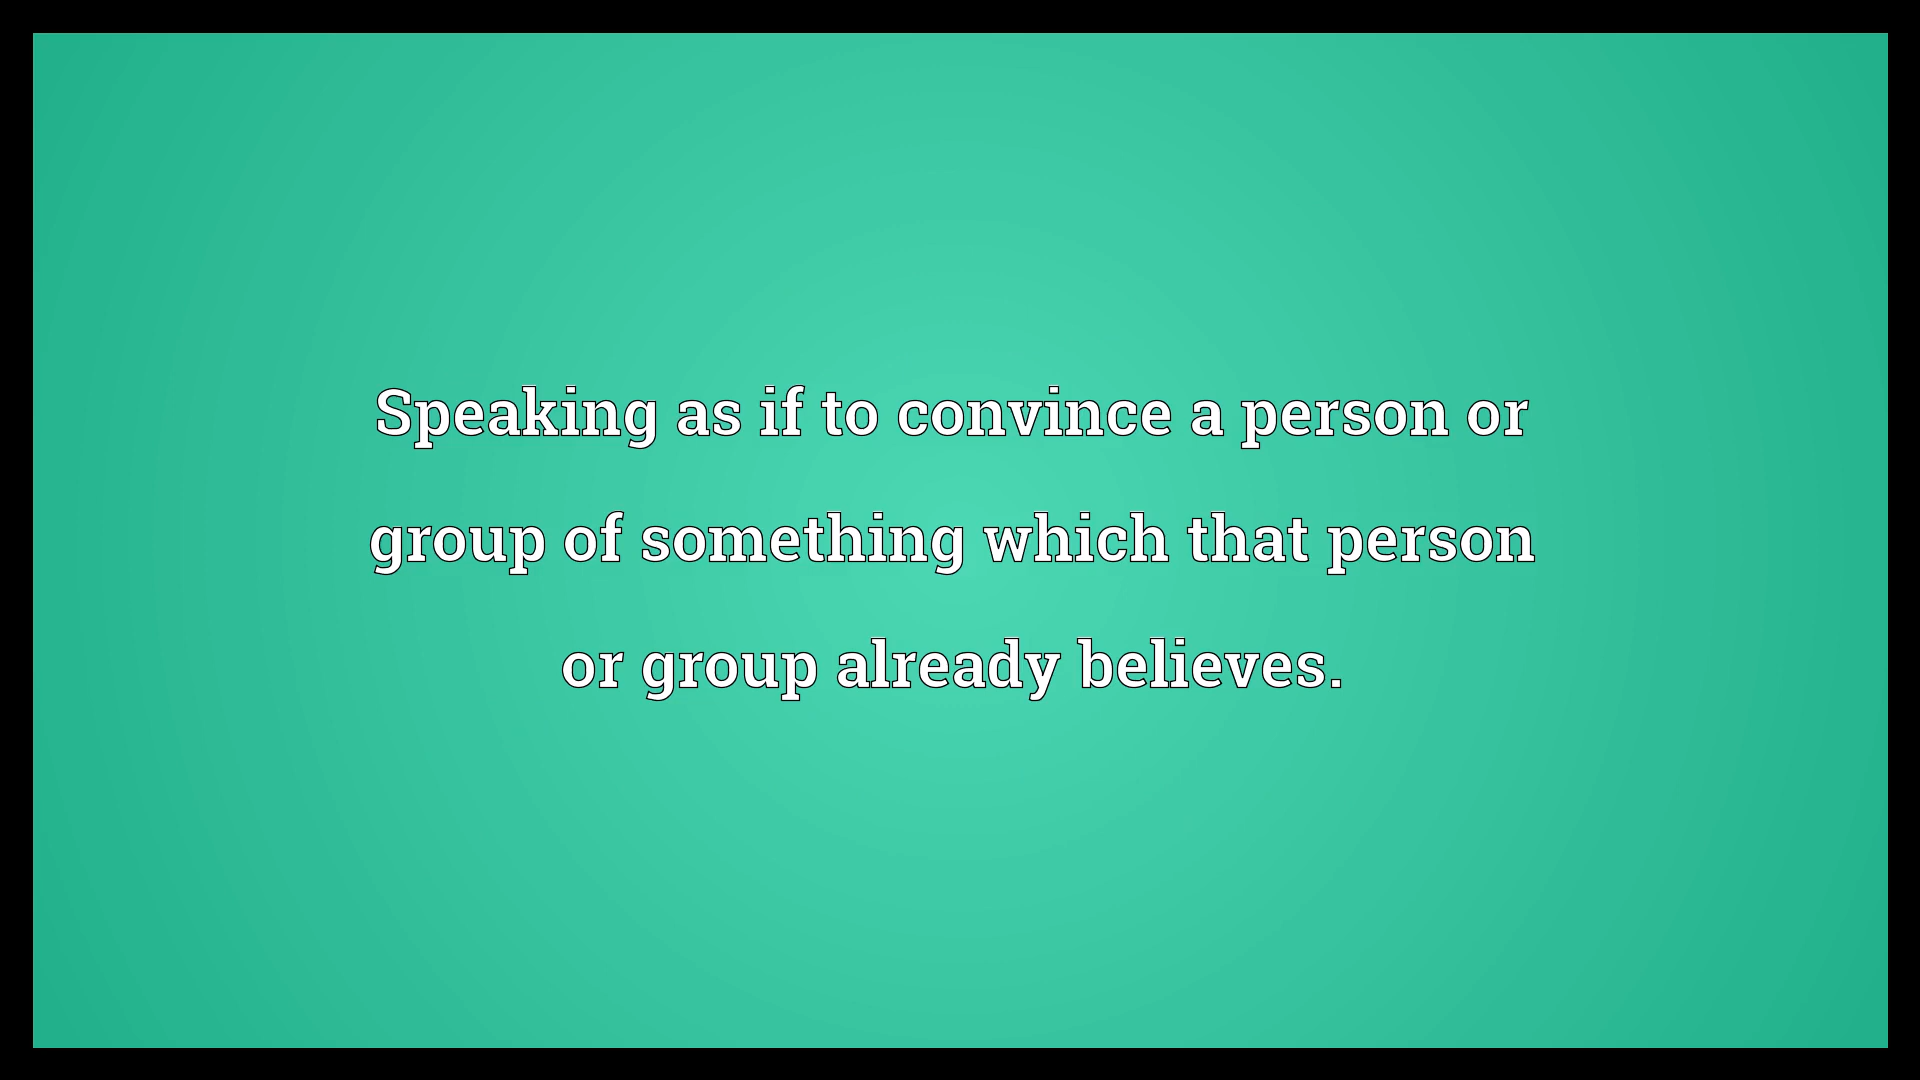 Speaking as if to convince a person or
group of something which that person
or group already believes.